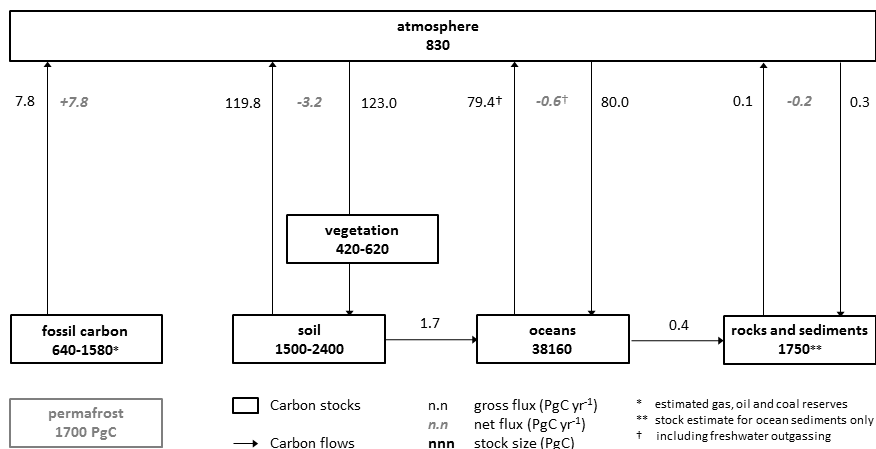 atmosphere
830
7.8
+7.8
119.8
-3.2
123.0
79.4†
-0.6†
80.0
0.1
-0.2
0.3
vegetation
420-620
fossil carbon
640-1580*
soil
1500-2400
1.7
oceans
38160
0.4
rocks and sediments
1750**
permafrost
1700 PgC
Carbon stocks
Carbon flows
n.n gross flux (PgC yr-1)
n.n net flux (PgC yr-1)
nnn stock size (PgC)
* estimated gas, oil and coal reserves
** stock estimate for ocean sediments only
† including freshwater outgassing